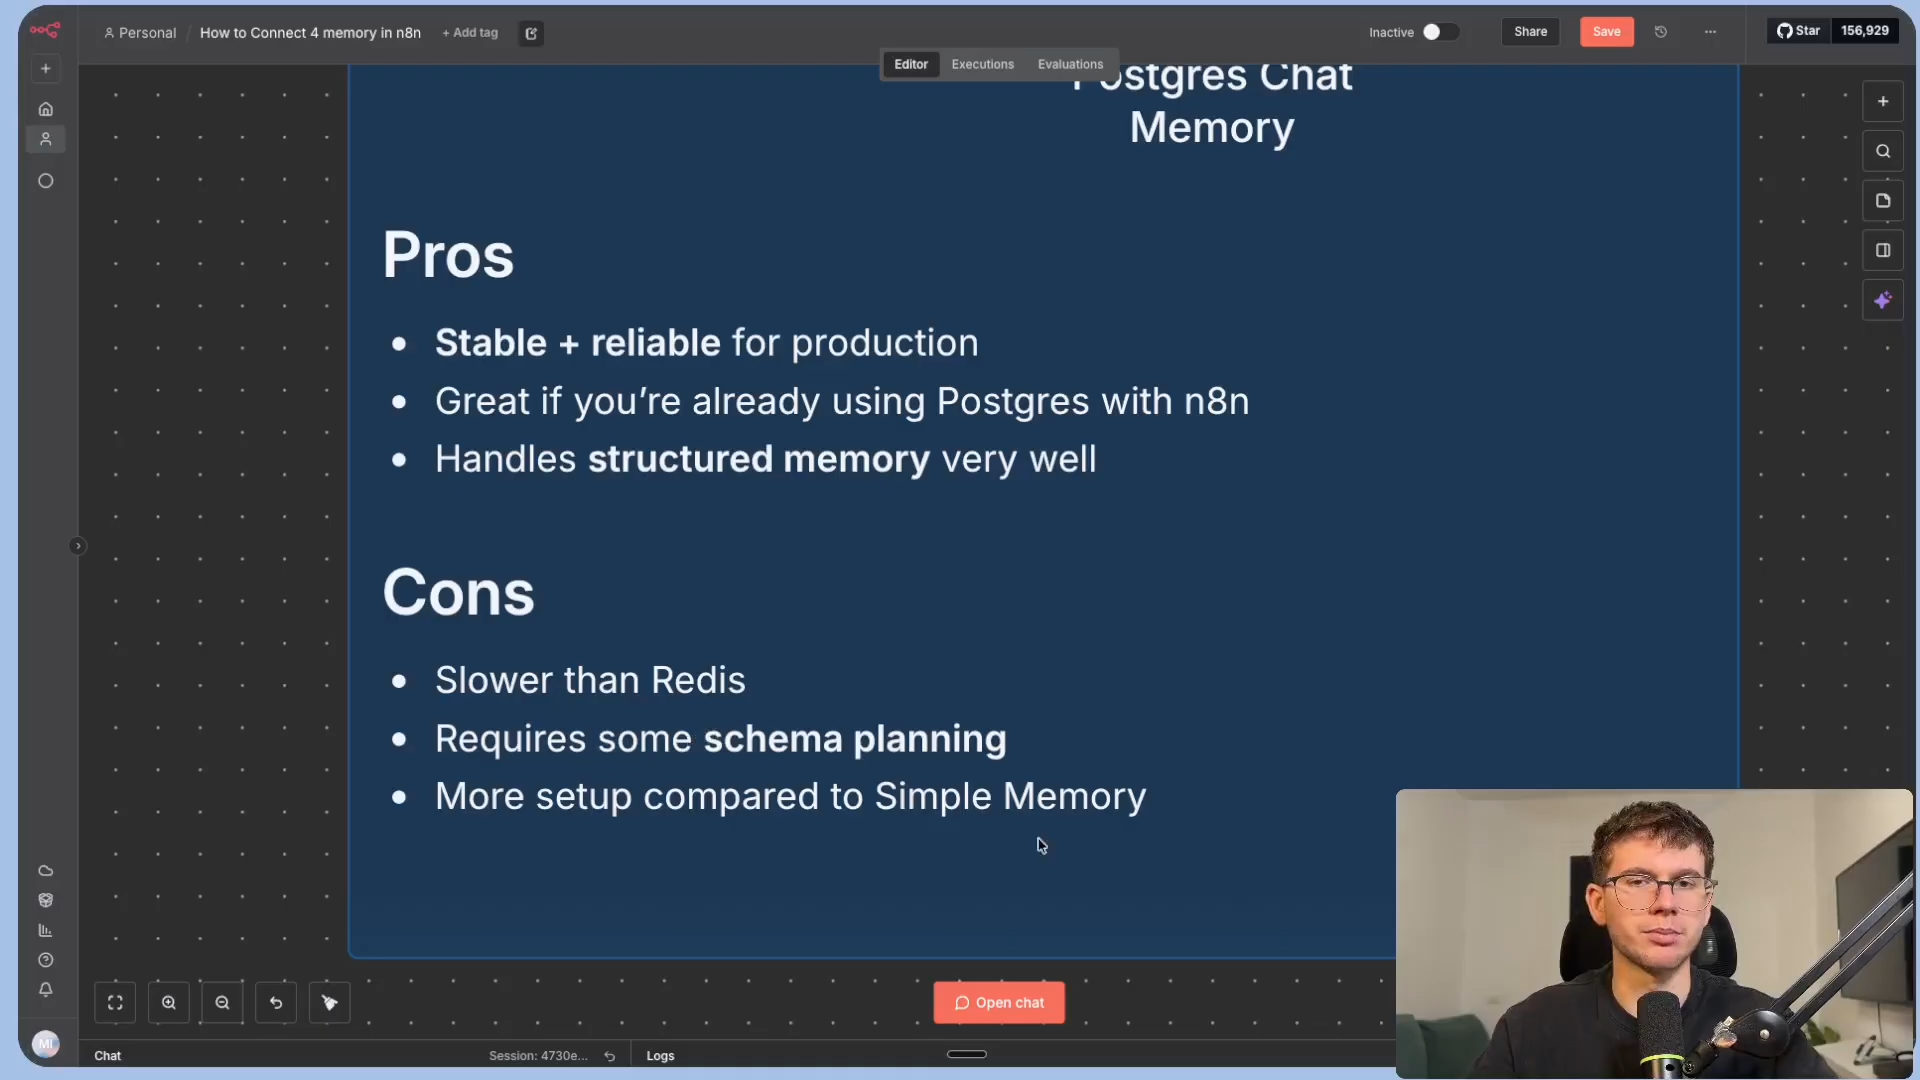 Personal / How to Connect 4 memory in n8n + Add tag
Inactive
Share
Save
Star 156,929
Editor Executions Evaluations
Postgres Chat
Memory
Pros
• Stable + reliable for production
• Great if you’re already using Postgres with n8n
• Handles structured memory very well
Cons
• Slower than Redis
• Requires some schema planning
• More setup compared to Simple Memory
Open chat
MI
Chat
Session: 4730e...
Logs